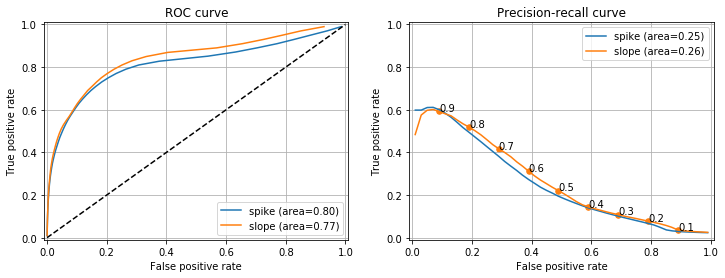 ROC curve
True positive rate
1.0
0.8
0.6
0.4
0.2
0.0
0.0 0.2 0.4 0.6 0.8 1.0
False positive rate
spike (area=0.80)
slope (area=0.77)
Precision-recall curve
True positive rate
1.0
0.8
0.6
0.4
0.2
0.0
0.0 0.2 0.4 0.6 0.8 1.0
False positive rate
spike (area=0.25)
slope (area=0.26)
0.9
0.8
0.7
0.6
0.5
0.4
0.3
0.2
0.1